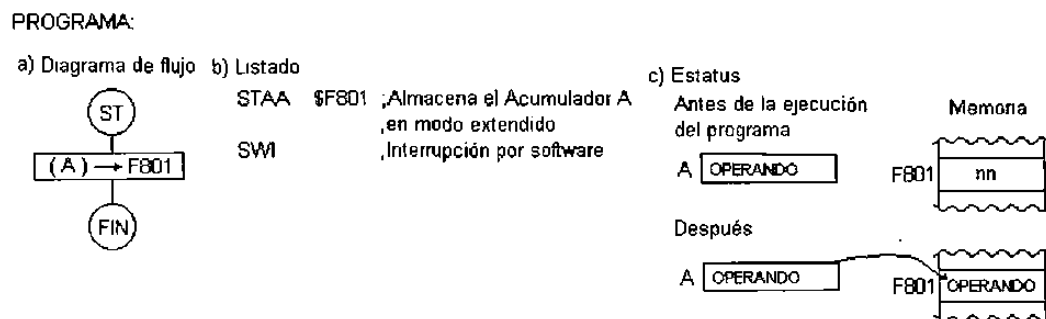 PROGRAMA:
a) Diagrama de flujo
ST
(A) → F801
FIN
b) Listado
STAA $F801 ;Almacena el Acumulador A
,en modo extendido
SWI ,Interrupción por software
c) Estatus
Antes de la ejecución
del programa
Memoria
A OPERANDO
F801 nn
Después
A OPERANDO
F801 OPERANDO